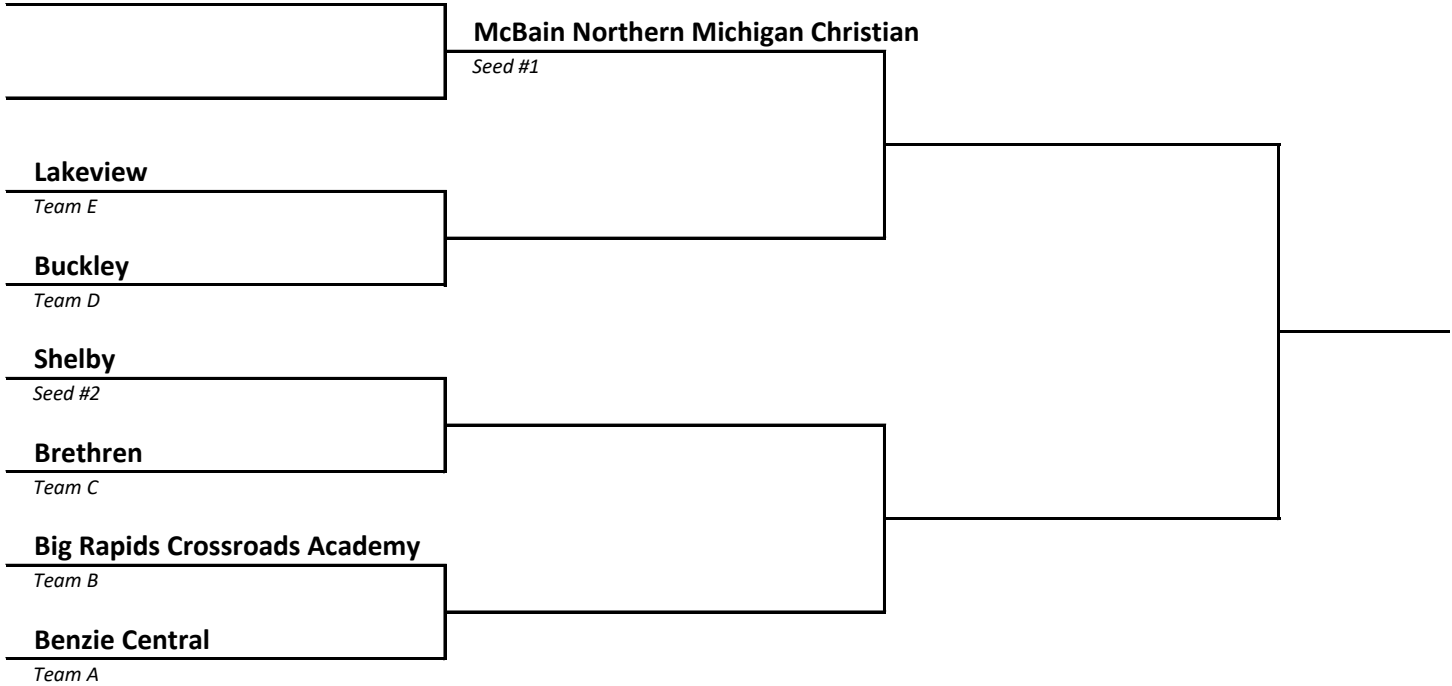 McBain Northern Michigan Christian
Seed #1
Lakeview
Team E
Buckley
Team D
Shelby
Seed #2
Brethren
Team C
Big Rapids Crossroads Academy
Team B
Benzie Central
Team A